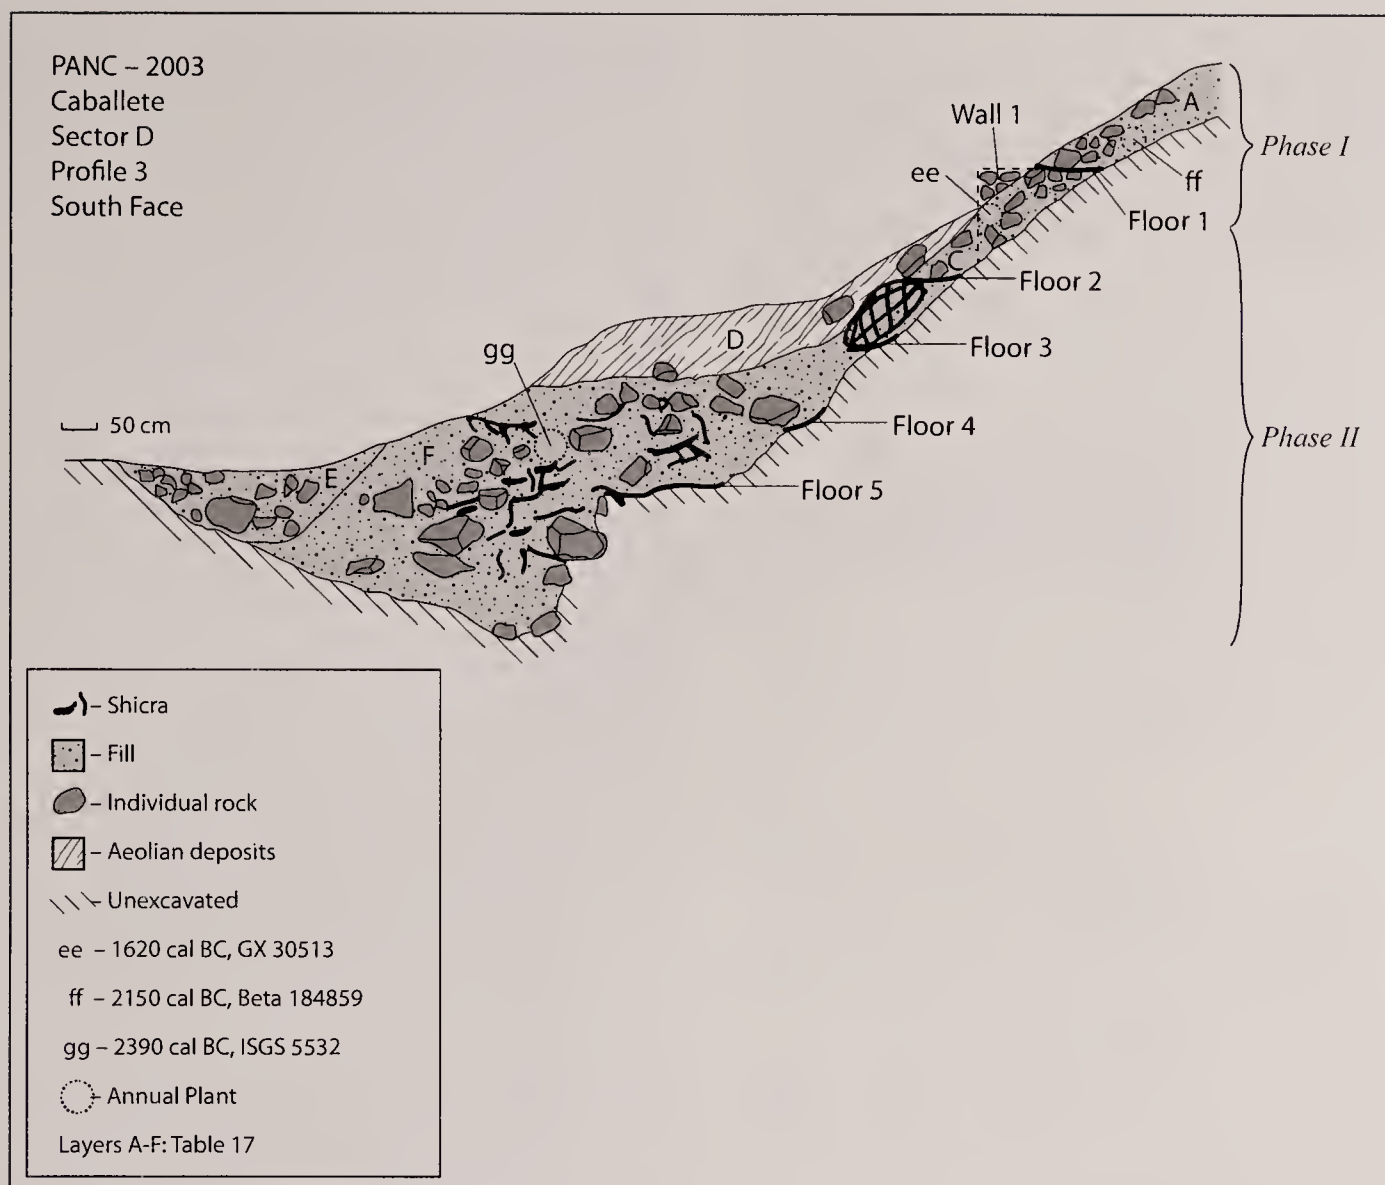 PANC – 2003
Caballete
Sector D
Profile 3
South Face
Wall 1
A
Phase I
ee
ff
Floor 1
C
Floor 2
D
Floor 3
gg
50 cm
Floor 4
F
Phase II
E
Floor 5
– Shicra
– Fill
– Individual rock
– Aeolian deposits
– Unexcavated
ee – 1620 cal BC, GX 30513
ff – 2150 cal BC, Beta 184859
gg – 2390 cal BC, ISGS 5532
– Annual Plant
Layers A-F: Table 17